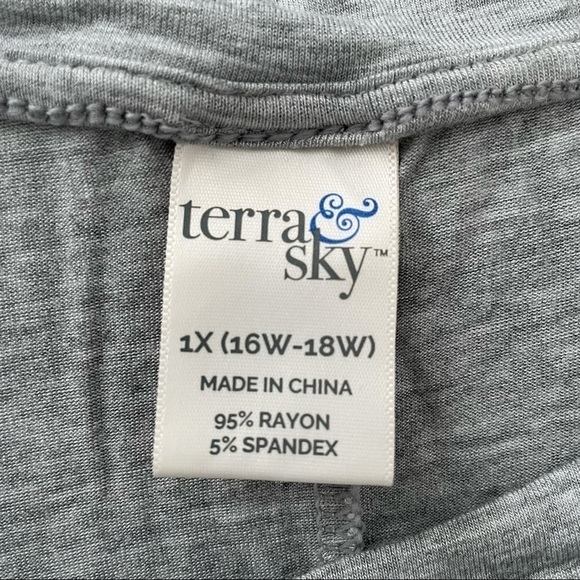 terra &
sky™
1X (16W-18W)
MADE IN CHINA
95% RAYON
5% SPANDEX